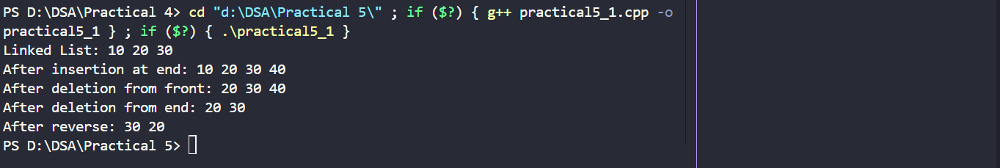 PS D:\DSA\Practical 4> cd "d:\DSA\Practical 5\" ; if ($?) { g++ practical5_1.cpp -o
practical5_1 } ; if ($?) { .\practical5_1 }
Linked List: 10 20 30
After insertion at end: 10 20 30 40
After deletion from front: 20 30 40
After deletion from end: 20 30
After reverse: 30 20
PS D:\DSA\Practical 5>